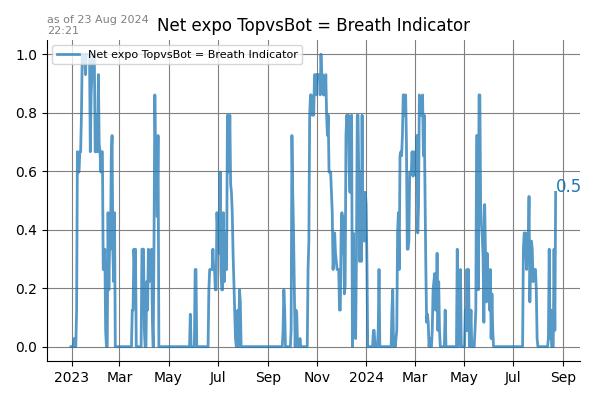 as of 23 Aug 2024
22:21
Net expo TopvsBot = Breath Indicator
Net expo TopvsBot = Breath Indicator
1.0
0.8
0.6
0.4
0.2
0.0
0.5
2023 Mar May Jul Sep Nov 2024 Mar May Jul Sep